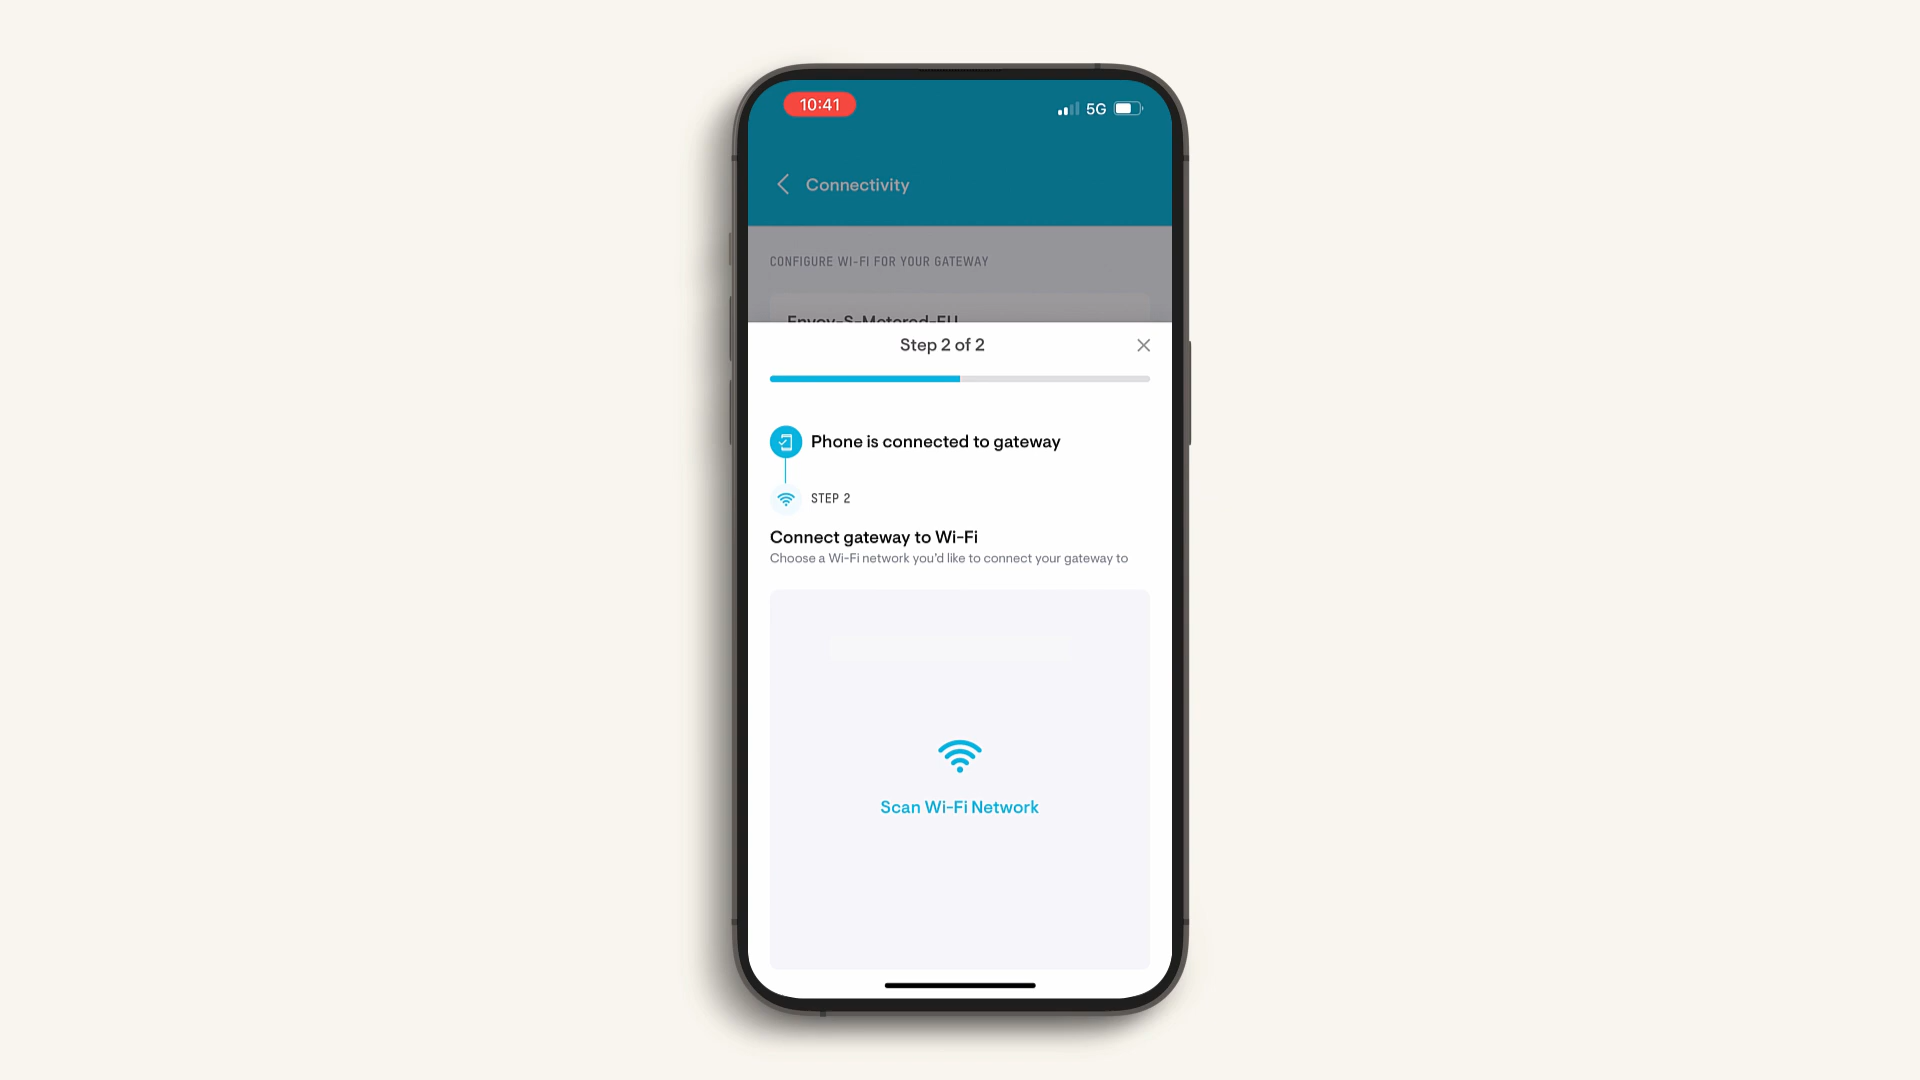 10:41
5G
Connectivity
CONFIGURE WI-FI FOR YOUR GATEWAY
Envoy-S-Metered-EU
Step 2 of 2
Phone is connected to gateway
STEP 2
Connect gateway to Wi-Fi
Choose a Wi-Fi network you'd like to connect your gateway to
Scan Wi-Fi Network